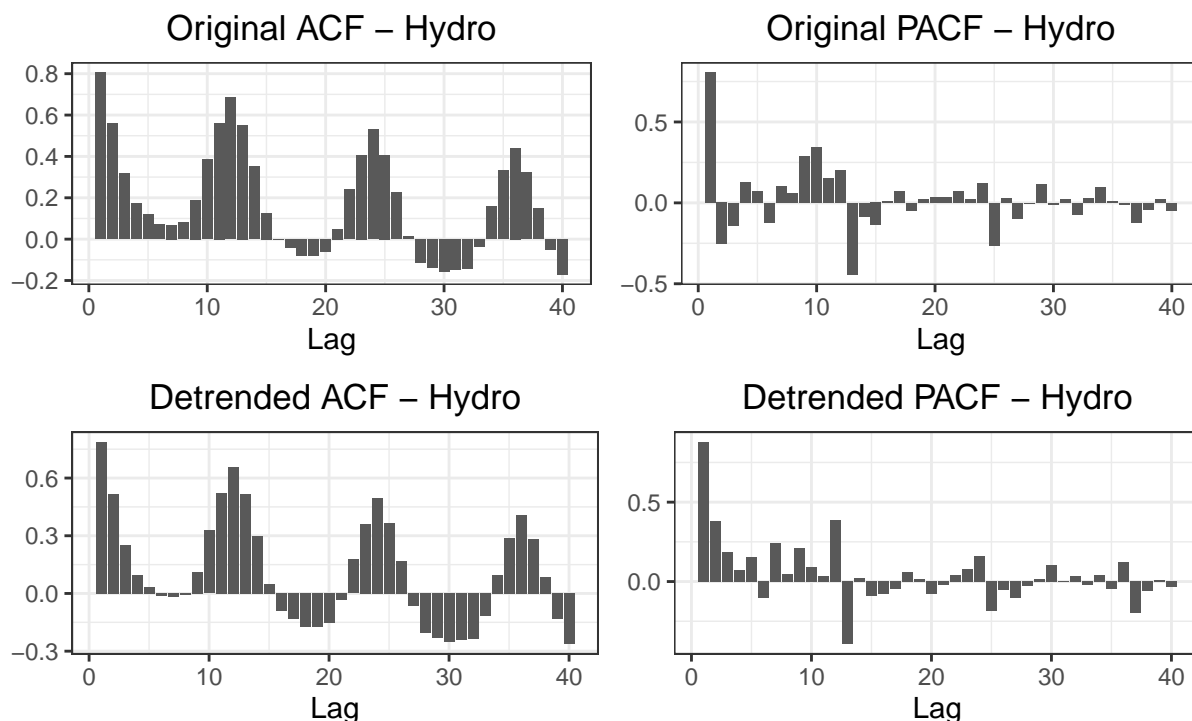 Original ACF – Hydro
0.8
0.6
0.4
0.2
0.0
−0.2
0 10 20 30 40
Lag
Original PACF – Hydro
0.5
0.0
−0.5
0 10 20 30 40
Lag
Detrended ACF – Hydro
0.6
0.3
0.0
−0.3
0 10 20 30 40
Lag
Detrended PACF – Hydro
0.5
0.0
0 10 20 30 40
Lag